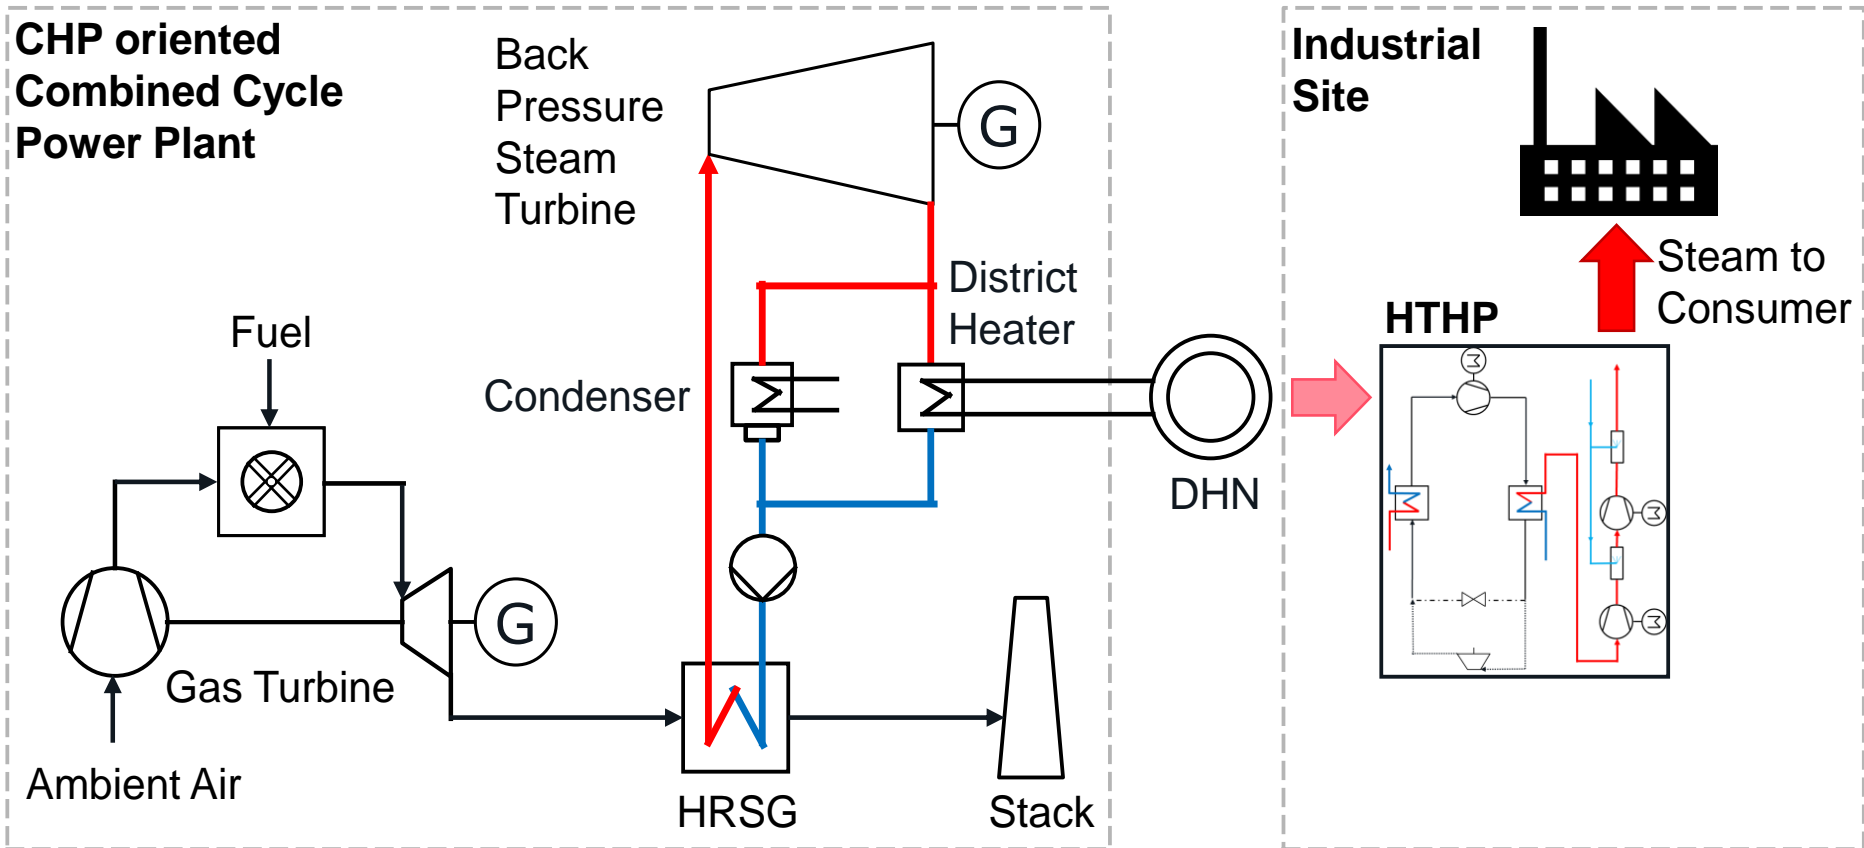 CHP oriented
Combined Cycle
Power Plant
Back
Pressure
Steam
Turbine
G
Industrial
Site
District
Heater
Steam to
Consumer
HTHP
Fuel
Condenser
DHN
G
Gas Turbine
Ambient Air
HRSG
Stack
M
M
M